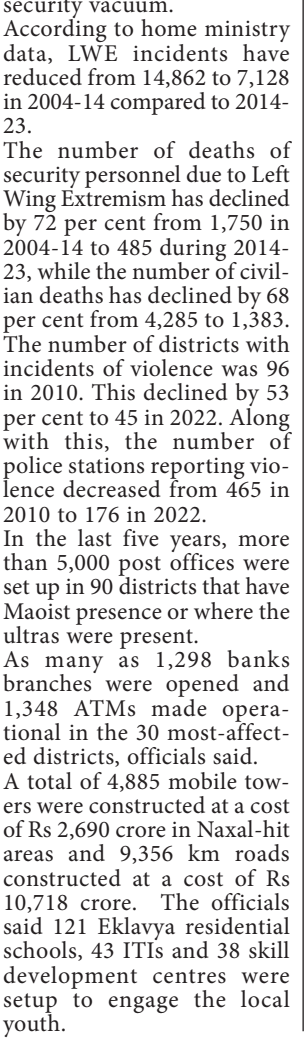 security vacuum.
According to home ministry
data, LWE incidents have
reduced from 14,862 to 7,128
in 2004-14 compared to 2014-
23.
The number of deaths of
security personnel due to Left
Wing Extremism has declined
by 72 per cent from 1,750 in
2004-14 to 485 during 2014-
23, while the number of civil-
ian deaths has declined by 68
per cent from 4,285 to 1,383.
The number of districts with
incidents of violence was 96
in 2010. This declined by 53
per cent to 45 in 2022. Along
with this, the number of
police stations reporting vio-
lence decreased from 465 in
2010 to 176 in 2022.
In the last five years, more
than 5,000 post offices were
set up in 90 districts that have
Maoist presence or where the
ultras were present.
As many as 1,298 banks
branches were opened and
1,348 ATMs made opera-
tional in the 30 most-affect-
ed districts, officials said.
A total of 4,885 mobile tow-
ers were constructed at a cost
of Rs 2,690 crore in Naxal-hit
areas and 9,356 km roads
constructed at a cost of Rs
10,718 crore. The officials
said 121 Eklavya residential
schools, 43 ITIs and 38 skill
development centres were
setup to engage the local
youth.